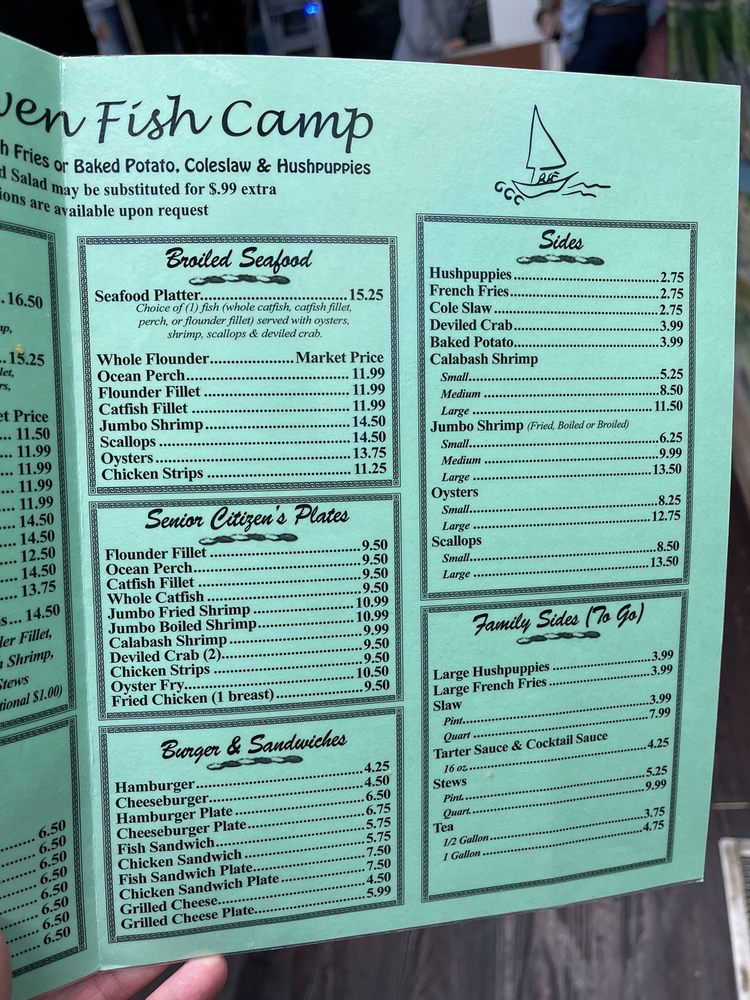 ven Fish Camp
h Fries or Baked Potato, Coleslaw & Hushpuppies
d Salad may be substituted for $.99 extra
ions are available upon request
RRF
..16.50
up,
...15.25
let,
rs,
et Price
... 11.50
... 11.99
... 11.99
... 11.99
... 11.99
... 14.50
... 14.50
... 12.50
... 14.50
... 13.75
s... 14.50
der Fillet,
n Shrimp,
Stews
tional $1.00)
... 6.50
... 6.50
... 6.50
... 6.50
... 6.50
... 6.50
... 6.50
... 6.50
Broiled Seafood
Seafood Platter... 15.25
Choice of (1) fish (whole catfish, catfish fillet,
perch, or flounder fillet) served with oysters,
shrimp, scallops & deviled crab.
Whole Flounder... Market Price
Ocean Perch... 11.99
Flounder Fillet ... 11.99
Catfish Fillet ... 11.99
Jumbo Shrimp... 14.50
Scallops ... 14.50
Oysters... 13.75
Chicken Strips ... 11.25
Senior Citizen's Plates
Flounder Fillet ... 9.50
Ocean Perch... 9.50
Catfish Fillet ... 9.50
Whole Catfish ... 9.50
Jumbo Fried Shrimp ... 10.99
Jumbo Boiled Shrimp... 10.99
Calabash Shrimp... 9.99
Deviled Crab (2)... 9.50
Chicken Strips ... 9.50
Oyster Fry... 10.50
Fried Chicken (1 breast)... 9.50
Burger & Sandwiches
Hamburger... 4.25
Cheeseburger... 4.50
Hamburger Plate ... 6.50
Cheeseburger Plate... 6.75
Fish Sandwich... 5.75
Chicken Sandwich ... 5.75
Fish Sandwich Plate... 7.50
Chicken Sandwich Plate ... 7.50
Grilled Cheese... 4.50
Grilled Cheese Plate... 5.99
Sides
Hushpuppies... 2.75
French Fries... 2.75
Cole Slaw ... 2.75
Deviled Crab... 3.99
Baked Potato... 3.99
Calabash Shrimp
Small... 5.25
Medium ... 8.50
Large ... 11.50
Jumbo Shrimp (Fried, Boiled or Broiled)
Small... 6.25
Medium ... 9.99
Large ... 13.50
Oysters
Small... 8.25
Large ... 12.75
Scallops
Small... 8.50
Large ... 13.50
Family Sides (To Go)
Large Hushpuppies ... 3.99
Large French Fries ... 3.99
Slaw
Pint... 3.99
Quart ... 7.99
Tarter Sauce & Cocktail Sauce
16 oz... 4.25
Stews
Pint... 5.25
Quart... 9.99
Tea
1/2 Gallon... 3.75
1 Gallon ... 4.75